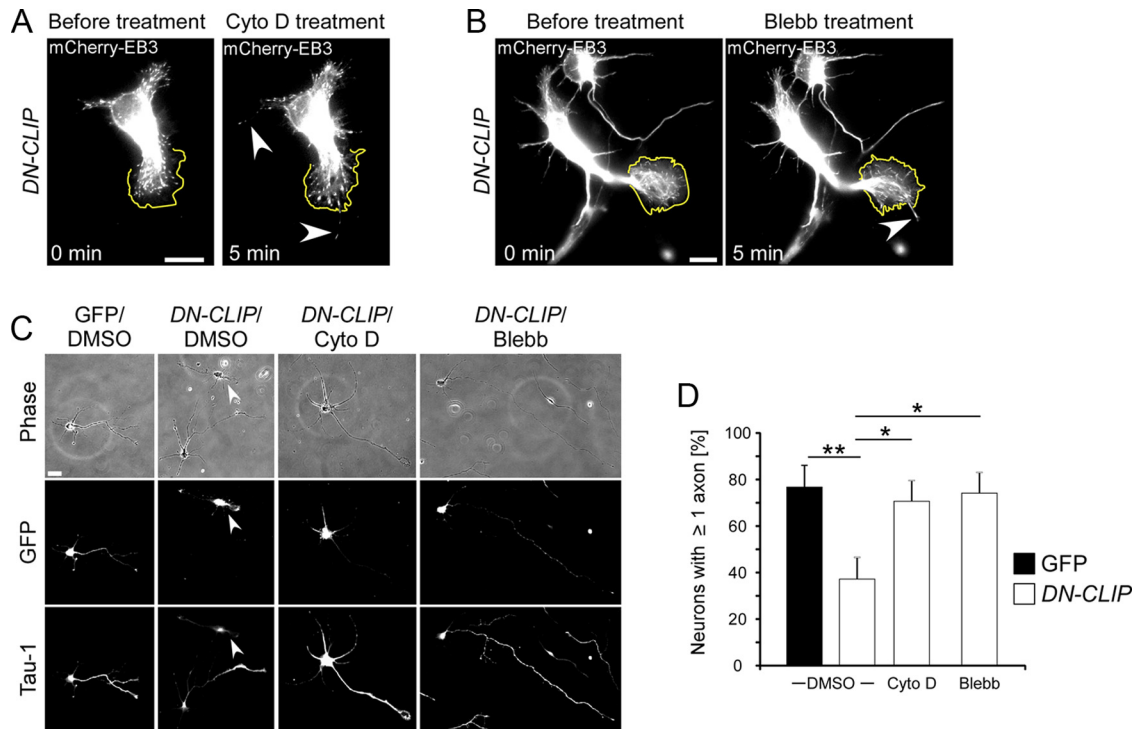 A
Before treatment
Cyto D treatment
mCherry-EB3
mCherry-EB3
DN-CLIP
0 min
5 min
B
Before treatment
Blebb treatment
mCherry-EB3
mCherry-EB3
DN-CLIP
0 min
5 min
C
GFP/
DMSO
DN-CLIP/
DMSO
DN-CLIP/
Cyto D
DN-CLIP/
Blebb
Phase
GFP
Tau-1
D
*
*
**
Neurons with ≥ 1 axon [%]
100
80
60
40
20
0
DMSO
Cyto D
Blebb
GFP
DN-CLIP